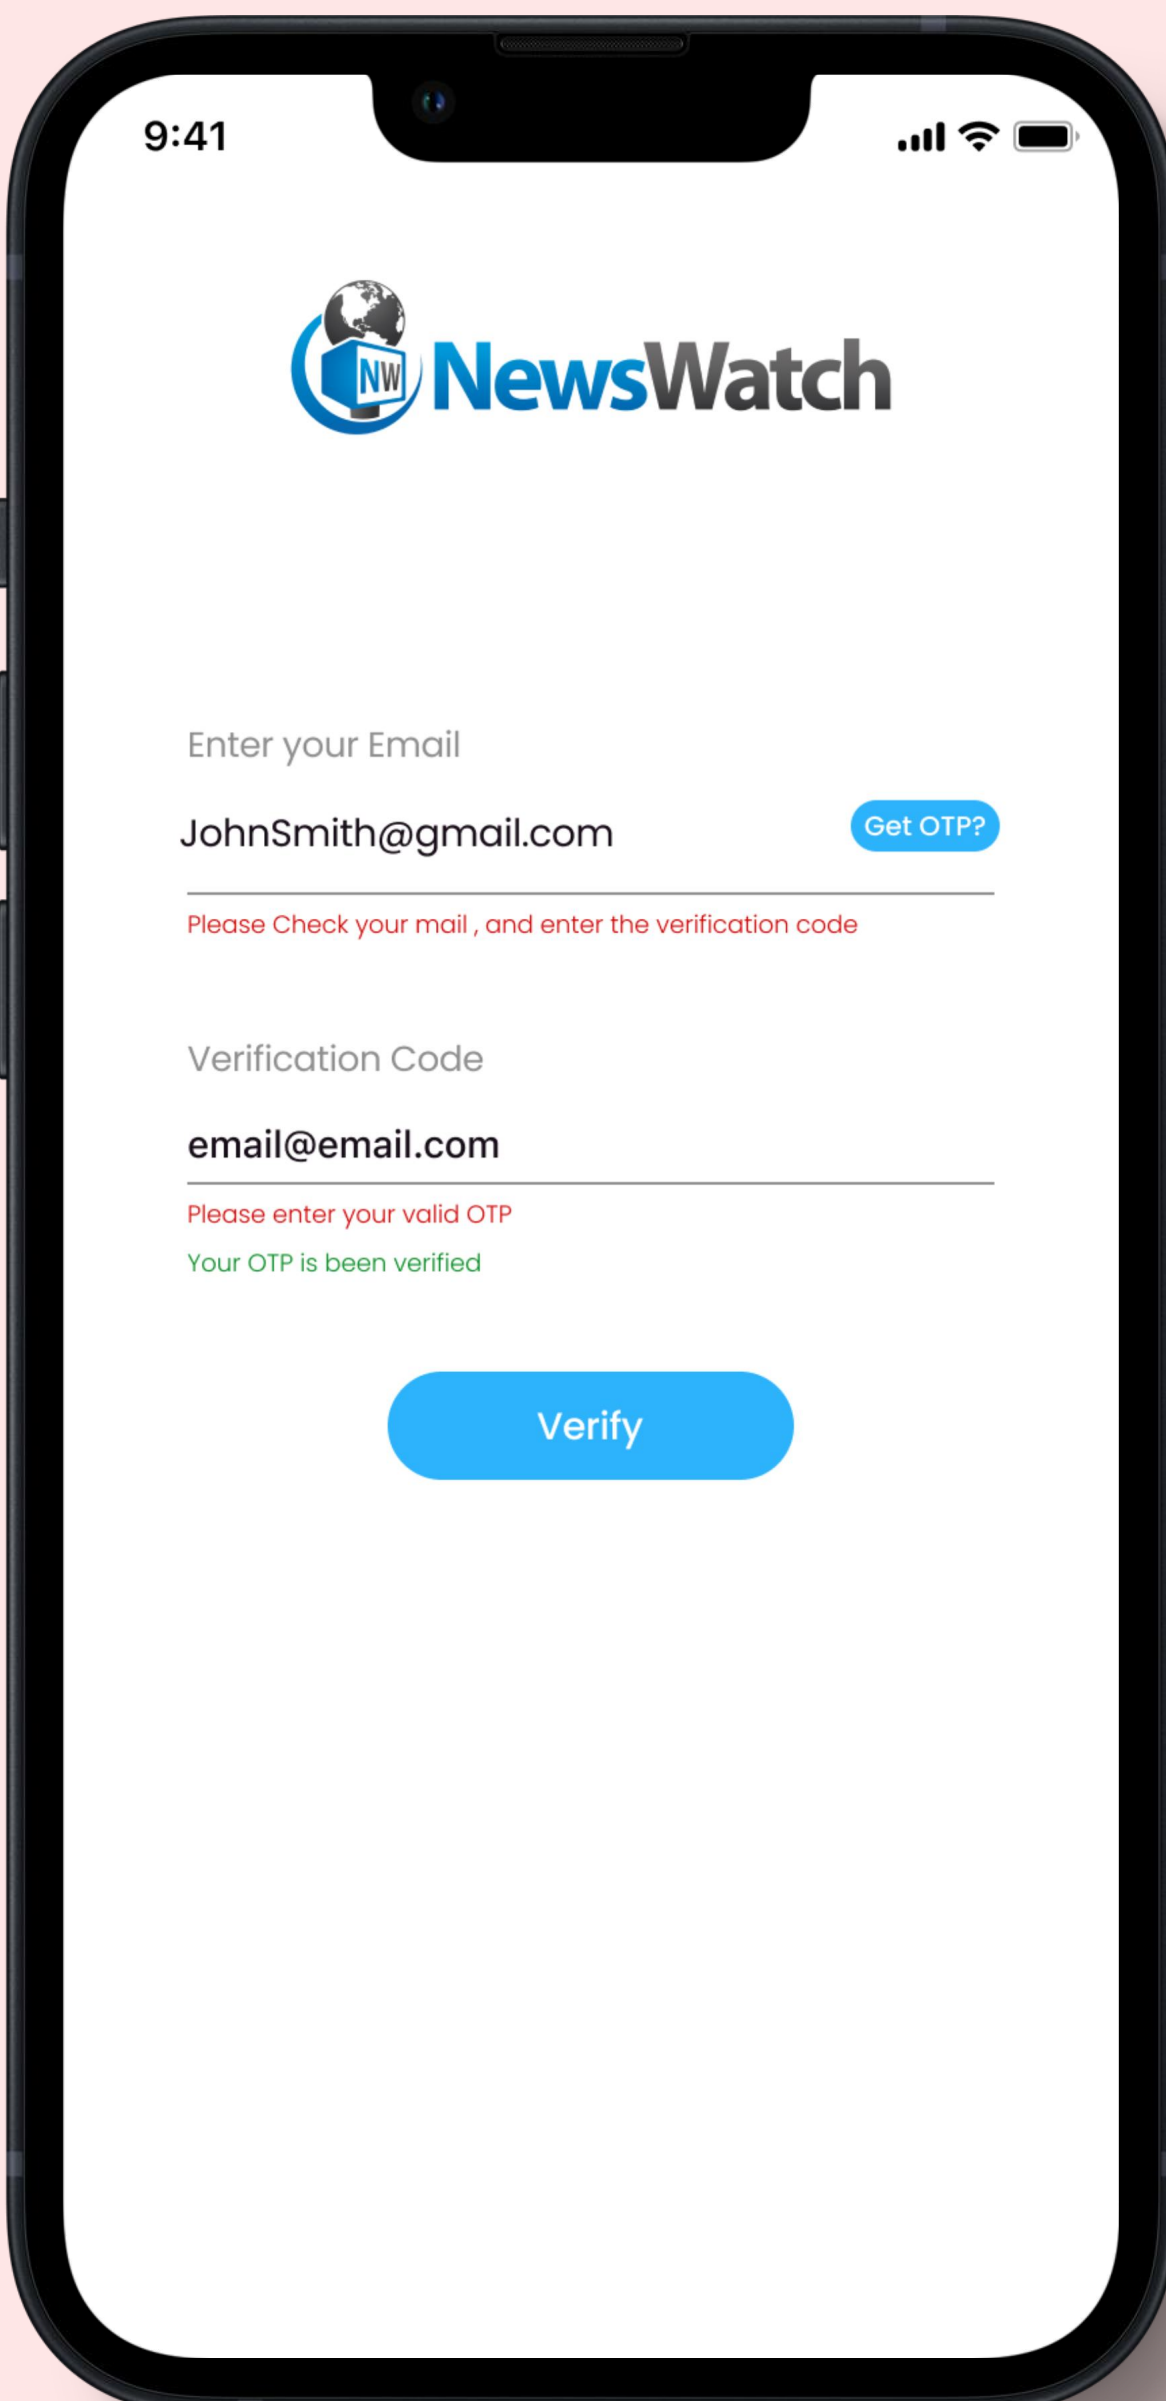 9:41
NW NewsWatch
Enter your Email
JohnSmith@gmail.com Get OTP?
Please Check your mail , and enter the verification code
Verification Code
email@email.com
Please enter your valid OTP
Your OTP is been verified
Verify